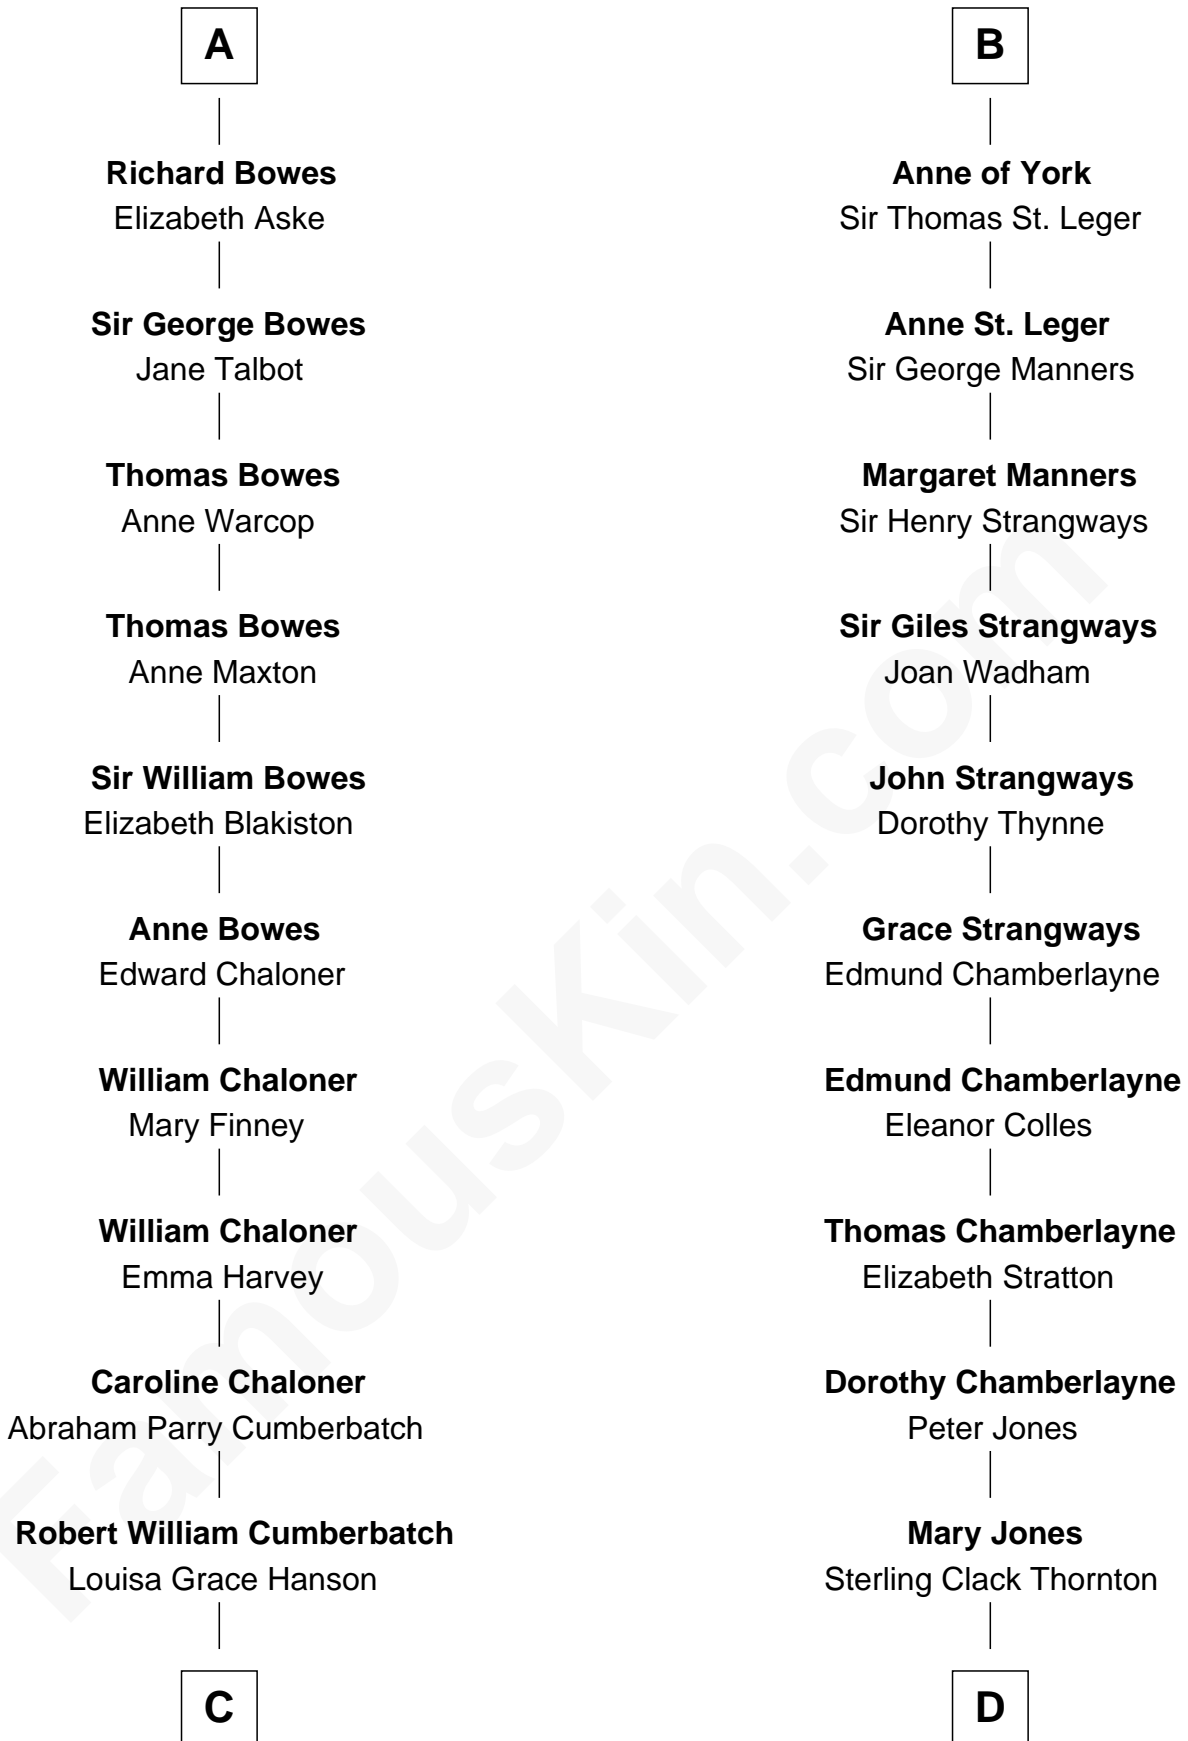 A
Richard Bowes
Elizabeth Aske
Sir George Bowes
Jane Talbot
Thomas Bowes
Anne Warcop
Thomas Bowes
Anne Maxton
Sir William Bowes
Elizabeth Blakiston
Anne Bowes
Edward Chaloner
William Chaloner
Mary Finney
William Chaloner
Emma Harvey
Caroline Chaloner
Abraham Parry Cumberbatch
Robert William Cumberbatch
Louisa Grace Hanson
C
B
Anne of York
Sir Thomas St. Leger
Anne St. Leger
Sir George Manners
Margaret Manners
Sir Henry Strangways
Sir Giles Strangways
Joan Wadham
John Strangways
Dorothy Thynne
Grace Strangways
Edmund Chamberlayne
Edmund Chamberlayne
Eleanor Colles
Thomas Chamberlayne
Elizabeth Stratton
Dorothy Chamberlayne
Peter Jones
Mary Jones
Sterling Clack Thornton
D
FamousKin.com